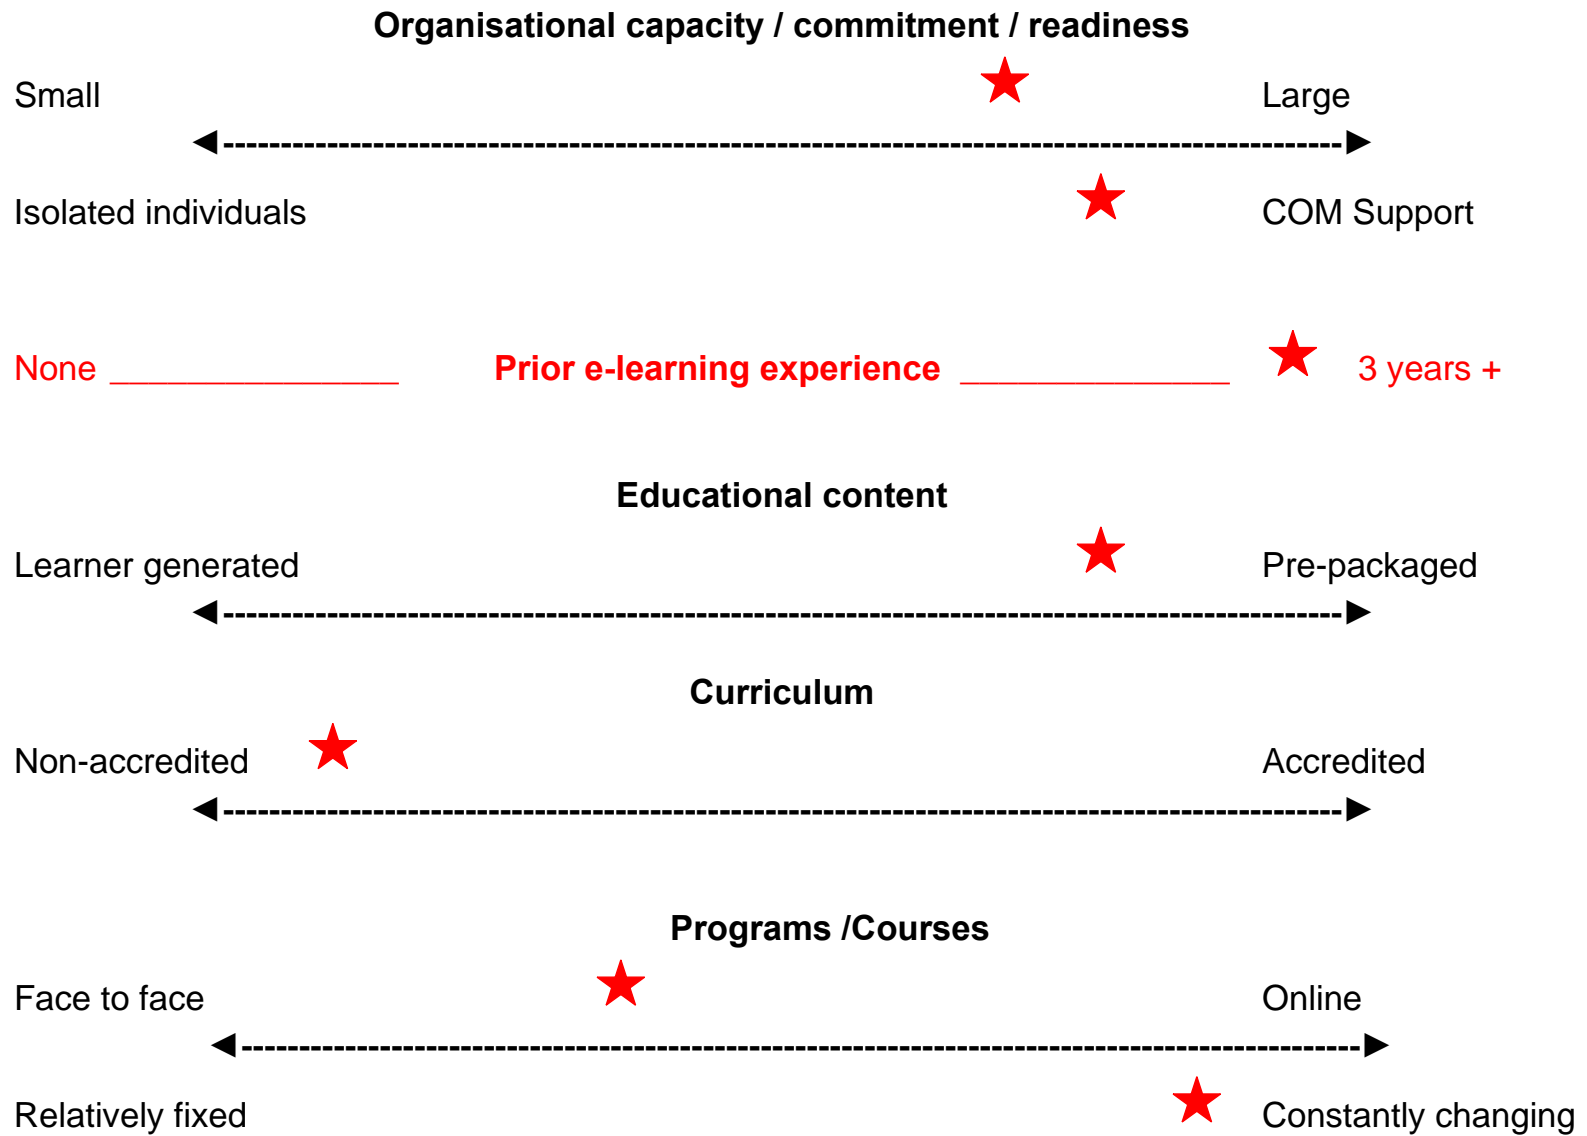 Organisational capacity / commitment / readiness
Small Large
Isolated individuals COM Support
None _______________ Prior e-learning experience ______________ 3 years +
Educational content
Learner generated Pre-packaged
Curriculum
Non-accredited Accredited
Programs /Courses
Face to face Online
Relatively fixed Constantly changing